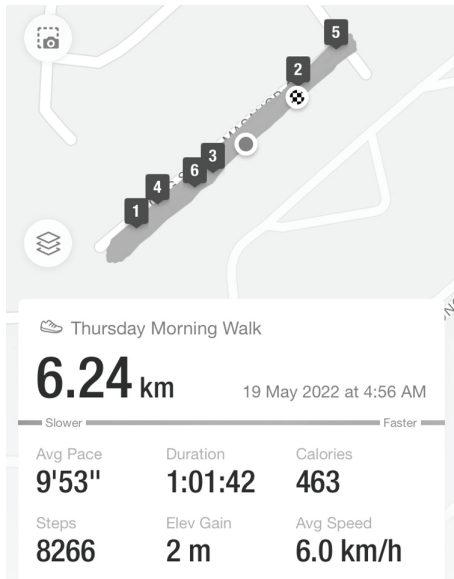 5
2
3
6
4
1
Thursday Morning Walk
6.24 km
19 May 2022 at 4:56 AM
Slower Faster
Avg Pace Duration Calories
9'53" 1:01:42 463
Steps Elev Gain Avg Speed
8266 2 m 6.0 km/h